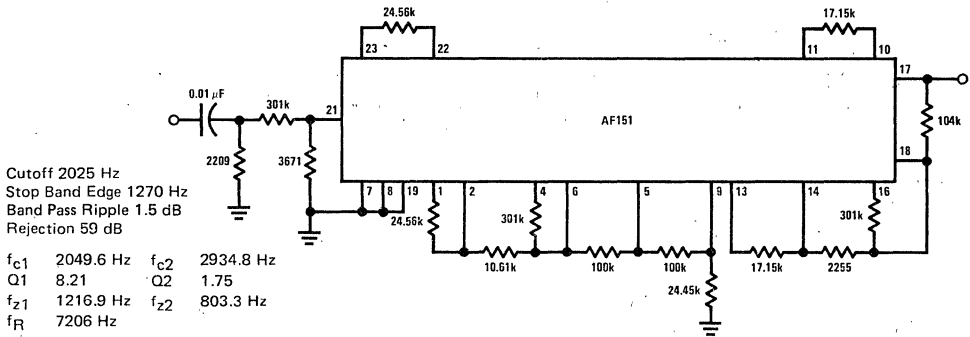 24.56k
17.15k
23
22
11
10
17
0.01 μF
301k
21
AF151
104k
18
2209
3671
7
8
19
1
2
4
6
5
9
13
14
16
24.56k
301k
301k
10.61k
100k
100k
17.15k
2255
24.45k
Cutoff 2025 Hz
Stop Band Edge 1270 Hz
Band Pass Ripple 1.5 dB
Rejection 59 dB
fc1 2049.6 Hz fc2 2934.8 Hz
Q1 8.21 Q2 1.75
fz1 1216.9 Hz fz2 803.3 Hz
fR 7206 Hz